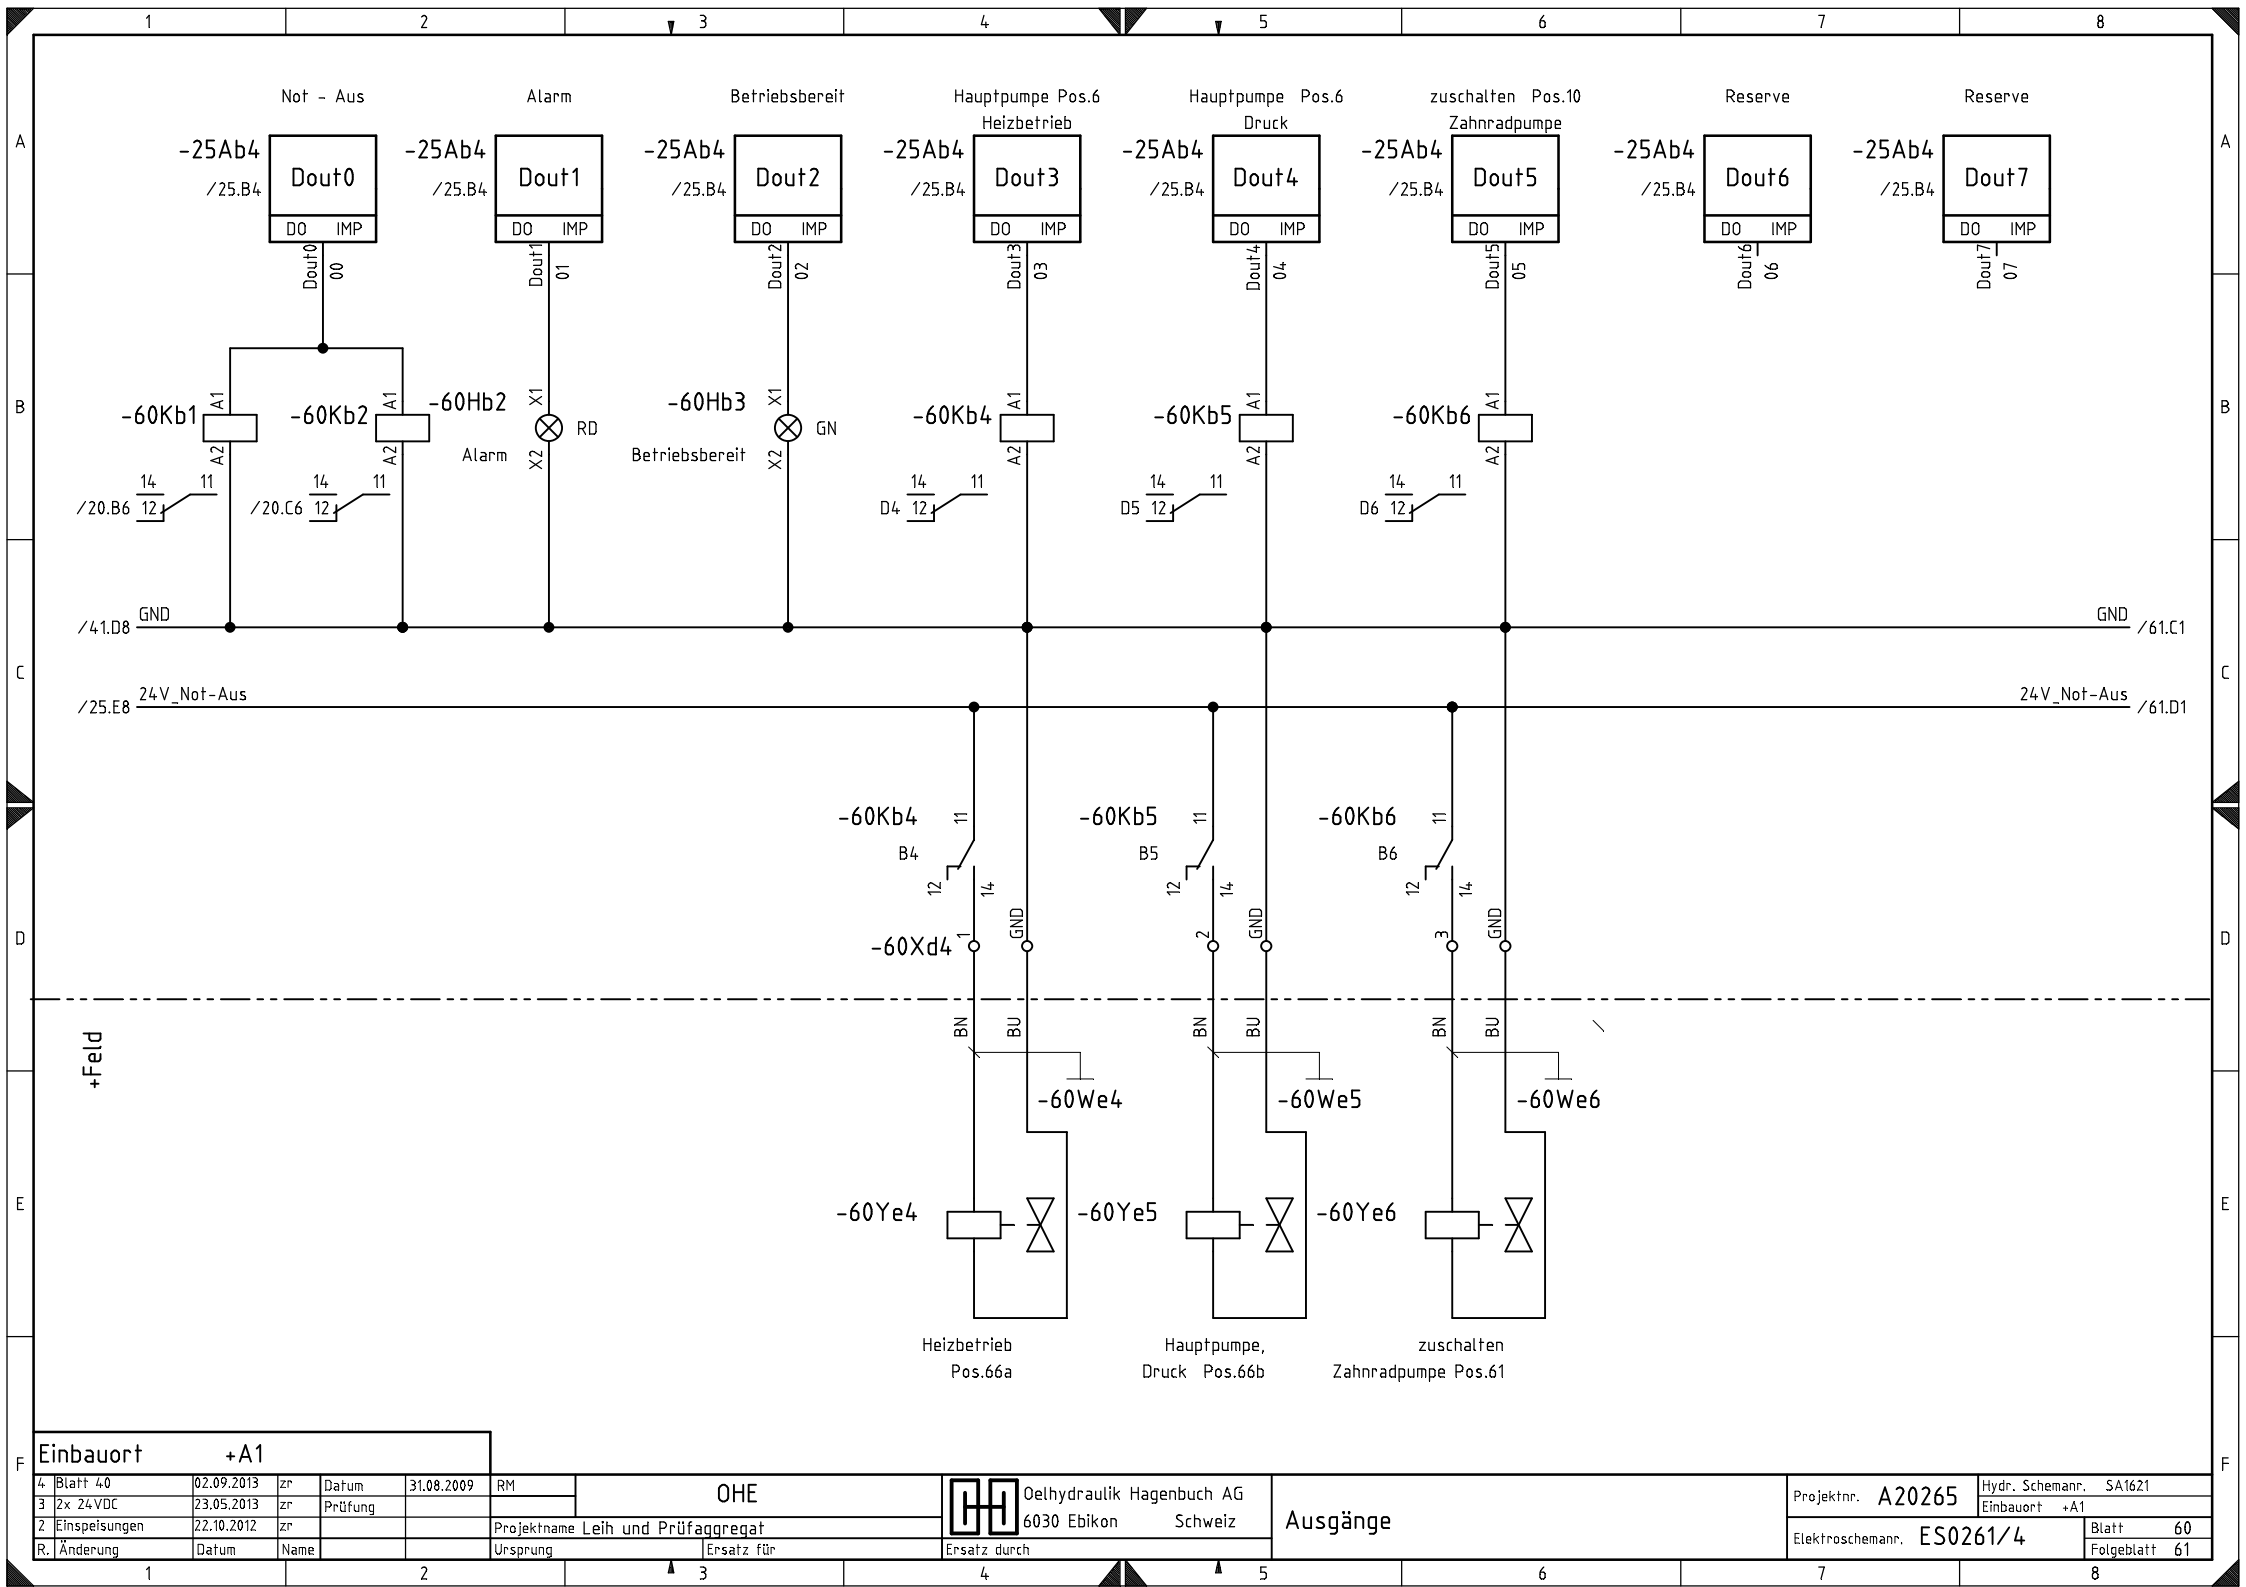 1 2 3 4 5 6 7 8
Not - Aus
Alarm
Betriebsbereit
Hauptpumpe Pos.6
Heizbetrieb
Hauptpumpe Pos.6
Druck
zuschalten Pos.10
Zahnradpumpe
Reserve
Reserve
A A
-25Ab4 Dout0 -25Ab4 Dout1 -25Ab4 Dout2 -25Ab4 Dout3 -25Ab4 Dout4 -25Ab4 Dout5 -25Ab4 Dout6 -25Ab4 Dout7
/25.B4 /25.B4 /25.B4 /25.B4 /25.B4 /25.B4 /25.B4 /25.B4
DO IMP DO IMP DO IMP DO IMP DO IMP DO IMP DO IMP DO IMP
Dout0 00 Dout1 01 Dout2 02 Dout3 03 Dout4 04 Dout5 05 Dout6 06 Dout7 07
B B
-60Kb1 A1 A2
-60Kb2 A1 A2
-60Hb2 X1 X2 RD
Alarm
-60Hb3 X1 X2 GN
Betriebsbereit
-60Kb4 A1 A2
-60Kb5 A1 A2
-60Kb6 A1 A2
14 11 14 11 14 11 14 11 14 11
/20.B6 12 /20.C6 12 D4 12 D5 12 D6 12
GND GND
/41.D8 /61.C1
C C
24V_Not-Aus 24V_Not-Aus
/25.E8 /61.D1
-60Kb4 11 -60Kb5 11 -60Kb6 11
B4 B5 B6
12 14 12 14 12 14
D D
-60Xd4 1 GND 2 GND 3 GND
+Feld
BN BU BN BU BN BU
-60We4 -60We5 -60We6
E E
-60Ye4 -60Ye5 -60Ye6
Heizbetrieb
Pos.66a
Hauptpumpe,
Druck Pos.66b
zuschalten
Zahnradpumpe Pos.61
F F
Einbauort +A1
4 Blatt 40 02.09.2013 zr Datum 31.08.2009 RM
3 2x 24VDC 23.05.2013 zr Prüfung
2 Einspeisungen 22.10.2012 zr
R. Änderung Datum Name
OHE
Projektname Leih und Prüfaggregat
Ursprung Ersatz für Ersatz durch
Oelhydraulik Hagenbuch AG
6030 Ebikon Schweiz
Ausgänge
Projektnr. A20265
Hydr. Schemanr. SA1621
Einbauort +A1
Elektroschemanr. ES0261/4
Blatt 60
Folgeblatt 61
1 2 3 4 5 6 7 8